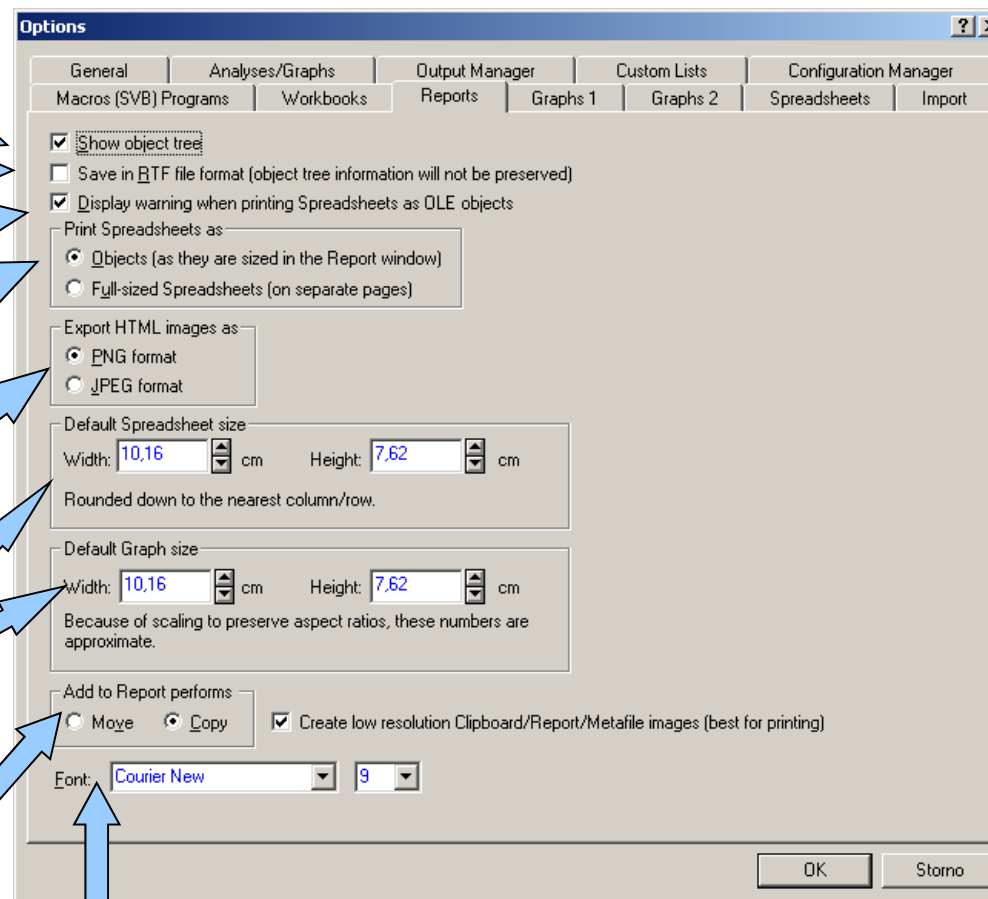 Options
General Analyses/Graphs Output Manager Custom Lists Configuration Manager
Macros (SVB) Programs Workbooks Reports Graphs 1 Graphs 2 Spreadsheets Import
Show object tree
Save in RTF file format (object tree information will not be preserved)
Display warning when printing Spreadsheets as OLE objects
Print Spreadsheets as
Objects (as they are sized in the Report window)
Full-sized Spreadsheets (on separate pages)
Export HTML images as
PNG format
JPEG format
Default Spreadsheet size
Width: 10,16 cm Height: 7,62 cm
Rounded down to the nearest column/row.
Default Graph size
Width: 10,16 cm Height: 7,62 cm
Because of scaling to preserve aspect ratios, these numbers are
approximate.
Add to Report performs
Move Copy Create low resolution Clipboard/Report/Metafile images (best for printing)
Font: Courier New 9
OK Storno